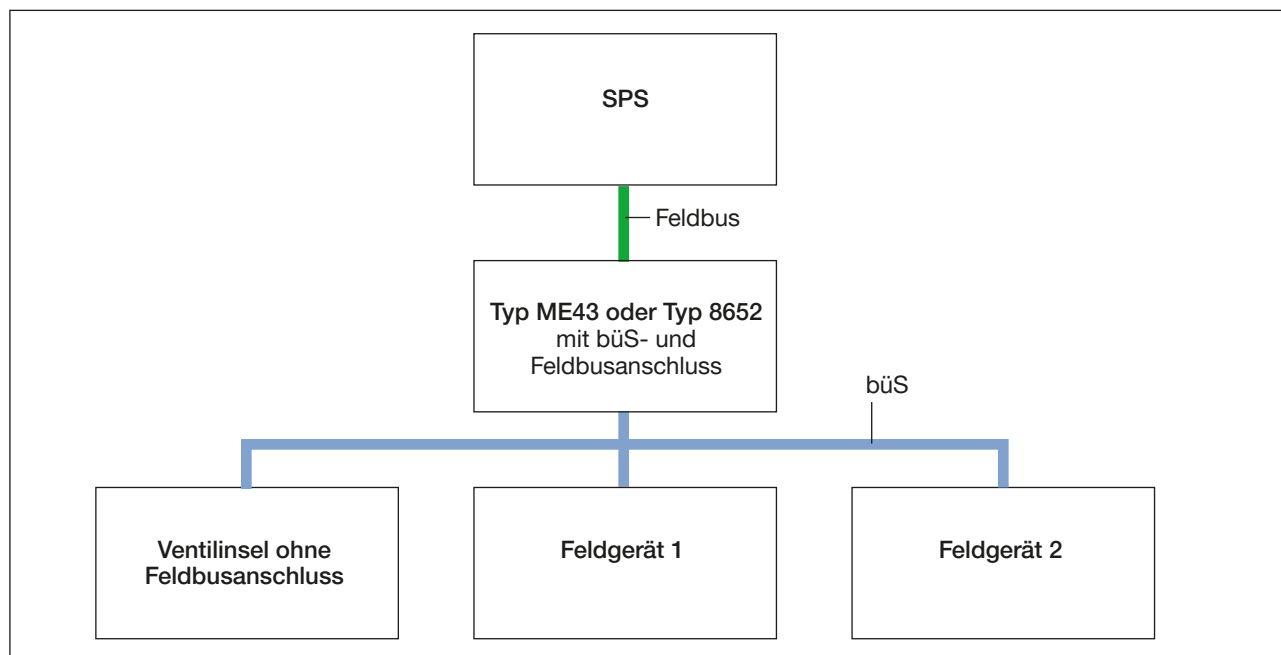 SPS
Feldbus
Typ ME43 oder Typ 8652
mit büS- und
Feldbusanschluss
büS
Ventilinsel ohne
Feldbusanschluss
Feldgerät 1
Feldgerät 2